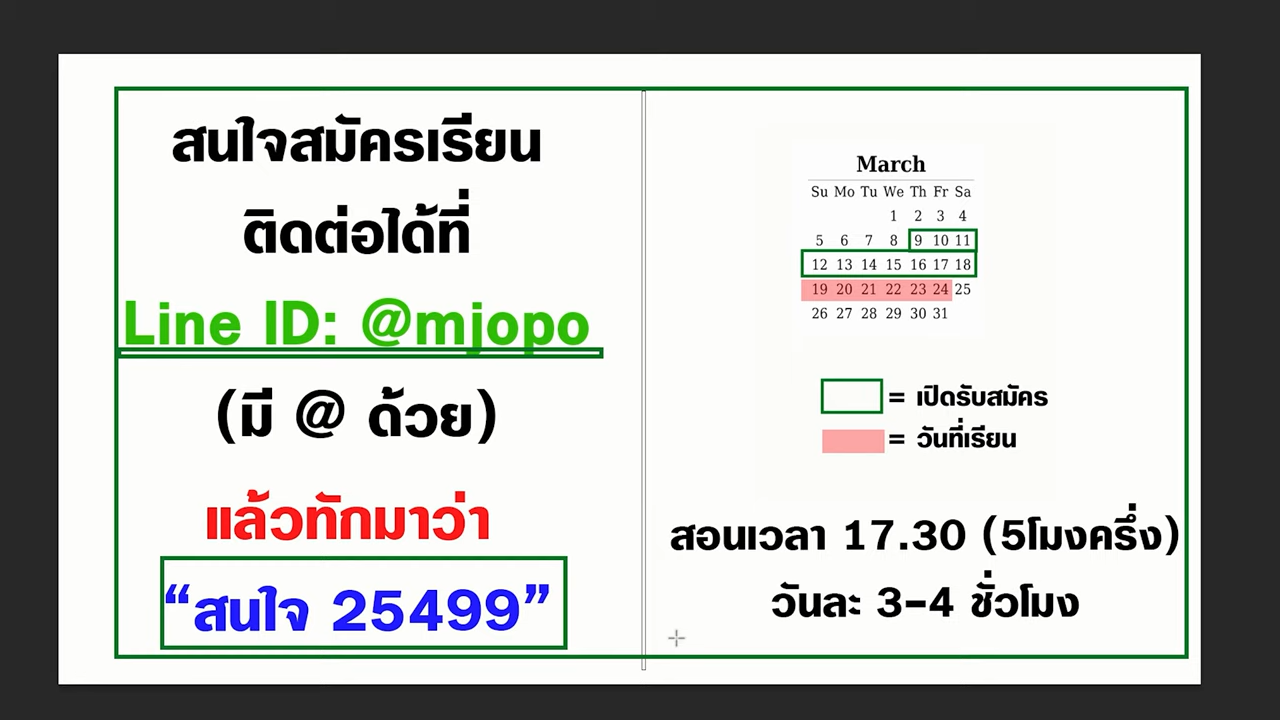 สนใจสมัครเรียน
ติดต่อได้ที่
Line ID: @mjopo
(มี @ ด้วย)
แล้วทักมาว่า
“สนใจ 25499”
March
Su Mo Tu We Th Fr Sa
1 2 3 4
5 6 7 8 9 10 11
12 13 14 15 16 17 18
19 20 21 22 23 24 25
26 27 28 29 30 31
= เปิดรับสมัคร
= วันที่เรียน
สอนเวลา 17.30 (5โมงครึ่ง)
วันละ 3-4 ชั่วโมง